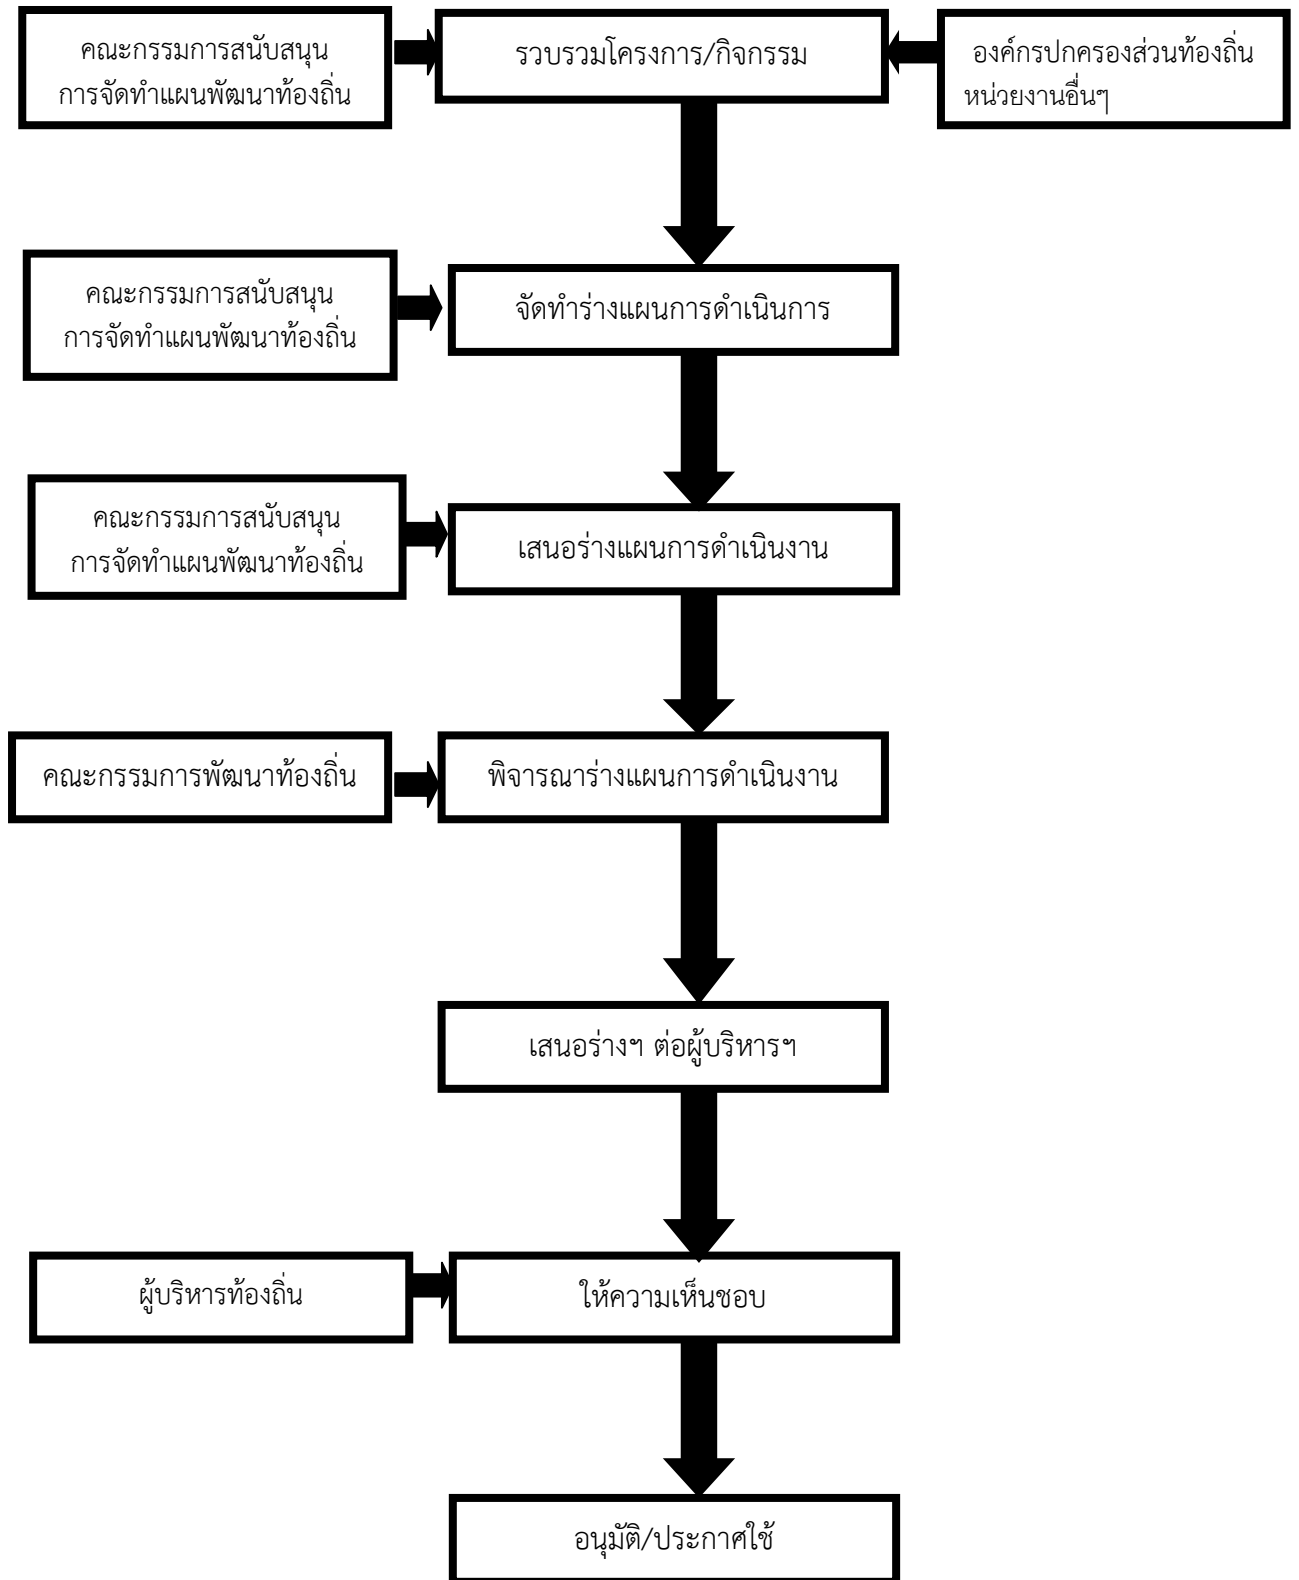 คณะกรรมการสนับสนุน
การจัดทำแผนพัฒนาท้องถิ่น
รวบรวมโครงการ/กิจกรรม
องค์กรปกครองส่วนท้องถิ่น
หน่วยงานอื่นๆ
คณะกรรมการสนับสนุน
การจัดทำแผนพัฒนาท้องถิ่น
จัดทำร่างแผนการดำเนินการ
คณะกรรมการสนับสนุน
การจัดทำแผนพัฒนาท้องถิ่น
เสนอร่างแผนการดำเนินงาน
คณะกรรมการพัฒนาท้องถิ่น
พิจารณาร่างแผนการดำเนินงาน
เสนอร่างฯ ต่อผู้บริหารฯ
ผู้บริหารท้องถิ่น
ให้ความเห็นชอบ
อนุมัติ/ประกาศใช้